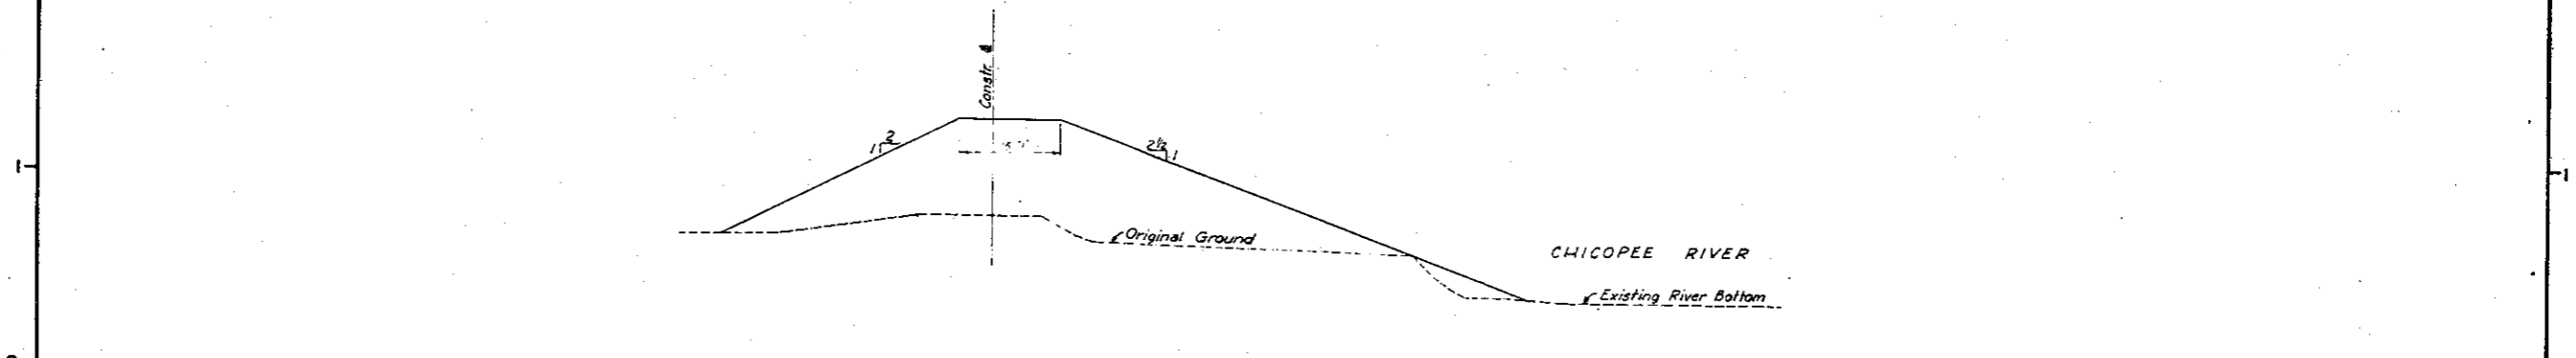 Constr. ℄
2
1
2½
1
Original Ground
CHICOPEE RIVER
Existing River Bottom